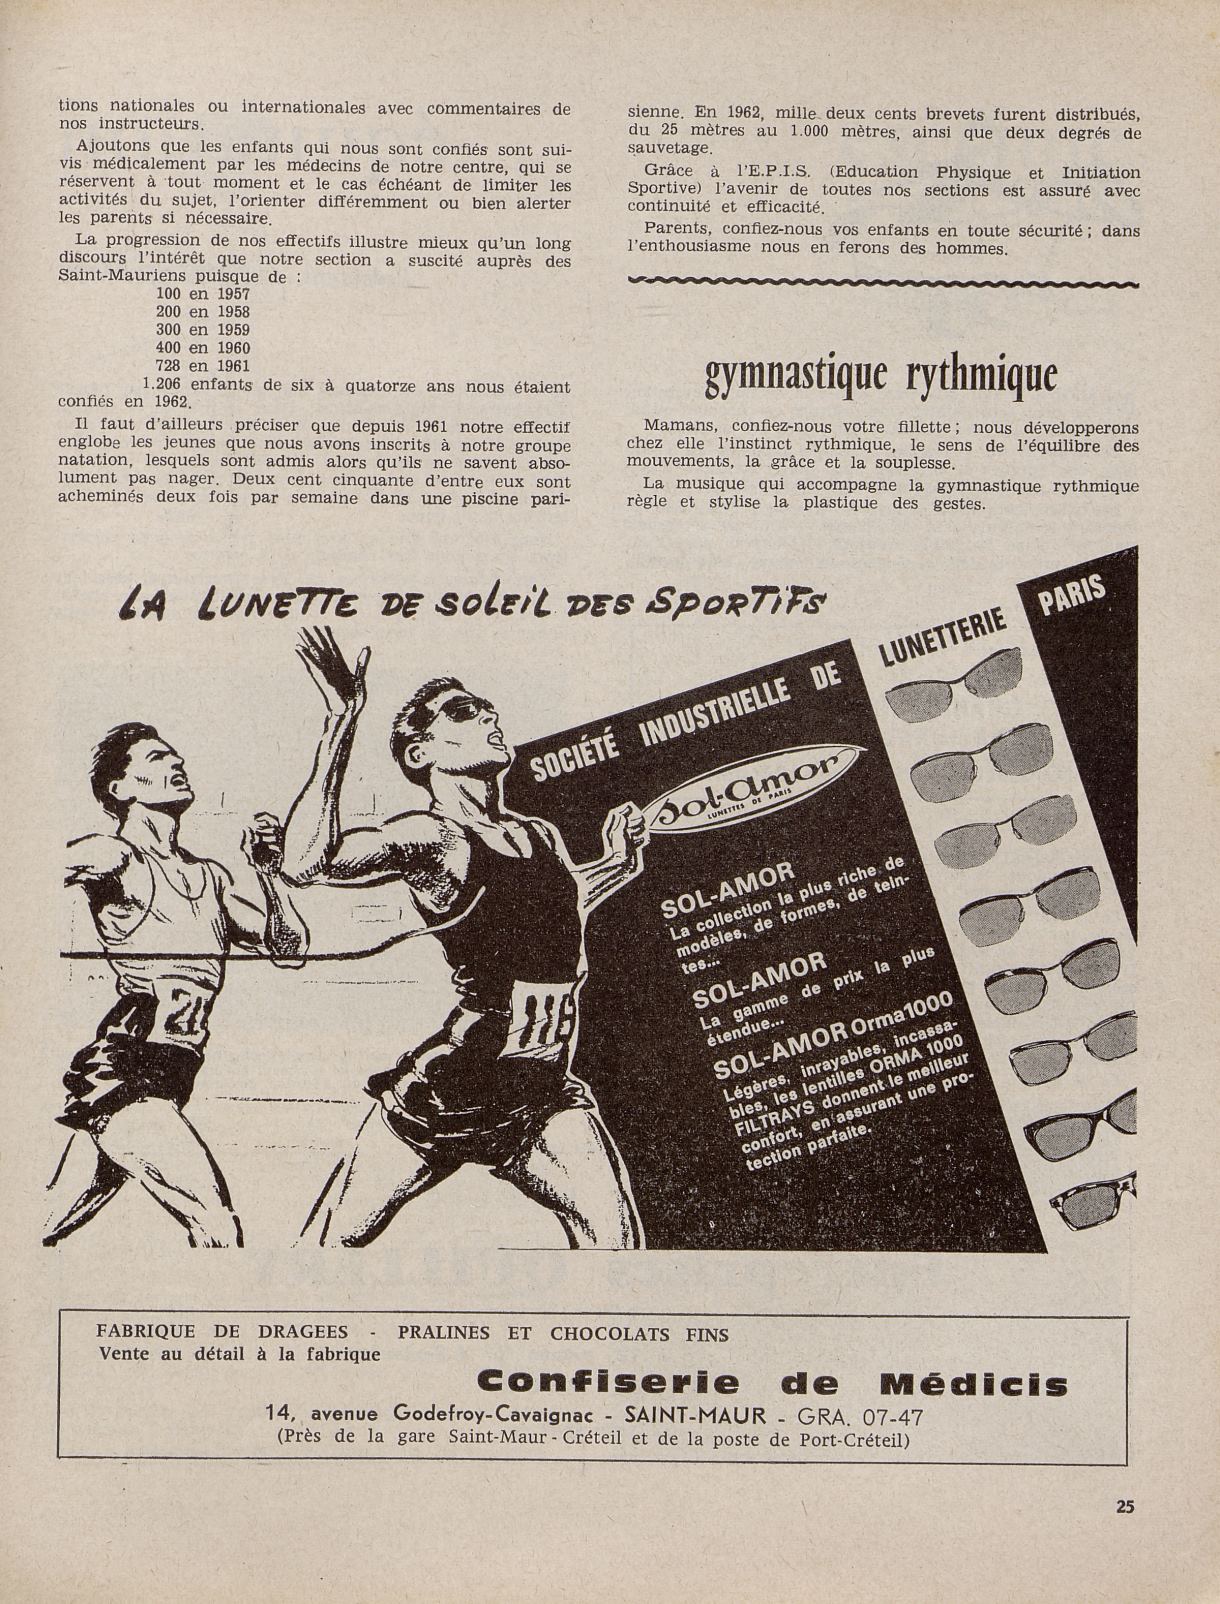 tions nationales ou internationales avec commentaires de
nos instructeurs.
Ajoutons que les enfants qui nous sont confiés sont sui-
vis médicalement par les médecins de notre centre, qui se
réservent à tout moment et le cas échéant de limiter les
activités du sujet, l'orienter différemment ou bien alerter
les parents si nécessaire.
La progression de nos effectifs illustre mieux qu'un long
discours l'intérêt que notre section a suscité auprès des
Saint-Mauriens puisque de :
100 en 1957
200 en 1958
300 en 1959
400 en 1960
728 en 1961
1.206 enfants de six à quatorze ans nous étaient
confiés en 1962.
Il faut d'ailleurs préciser que depuis 1961 notre effectif
englobe les jeunes que nous avons inscrits à notre groupe
natation, lesquels sont admis alors qu'ils ne savent abso-
lument pas nager. Deux cent cinquante d'entre eux sont
acheminés deux fois par semaine dans une piscine pari-
sienne. En 1962, mille deux cents brevets furent distribués,
du 25 mètres au 1.000 mètres, ainsi que deux degrés de
sauvetage.
Grâce à l'E.P.I.S. (Education Physique et Initiation
Sportive) l'avenir de toutes nos sections est assuré avec
continuité et efficacité.
Parents, confiez-nous vos enfants en toute sécurité ; dans
l'enthousiasme nous en ferons des hommes.
gymnastique rythmique
Mamans, confiez-nous votre fillette ; nous développerons
chez elle l'instinct rythmique, le sens de l'équilibre des
mouvements, la grâce et la souplesse.
La musique qui accompagne la gymnastique rythmique
règle et stylise la plastique des gestes.
LA LUNETTE DE SOLEIL DES SPORTIFS
SOCIÉTÉ INDUSTRIELLE DE LUNETTERIE PARIS
Sol-Amor
LUNETTES DE PARIS
SOL-AMOR
La collection la plus riche de
modèles, de formes, de tein-
tes...
SOL-AMOR
La gamme de prix la plus
étendue...
SOL-AMOR Orma1000
Légères, inrayables, incassa-
bles, les lentilles ORMA 1000
FILTRAYS donnent le meilleur
confort, en assurant une pro-
tection parfaite.
21
116
FABRIQUE DE DRAGEES - PRALINES ET CHOCOLATS FINS
Vente au détail à la fabrique
Confiserie de Médicis
14, avenue Godefroy-Cavaignac - SAINT-MAUR - GRA. 07-47
(Près de la gare Saint-Maur - Créteil et de la poste de Port-Créteil)
25